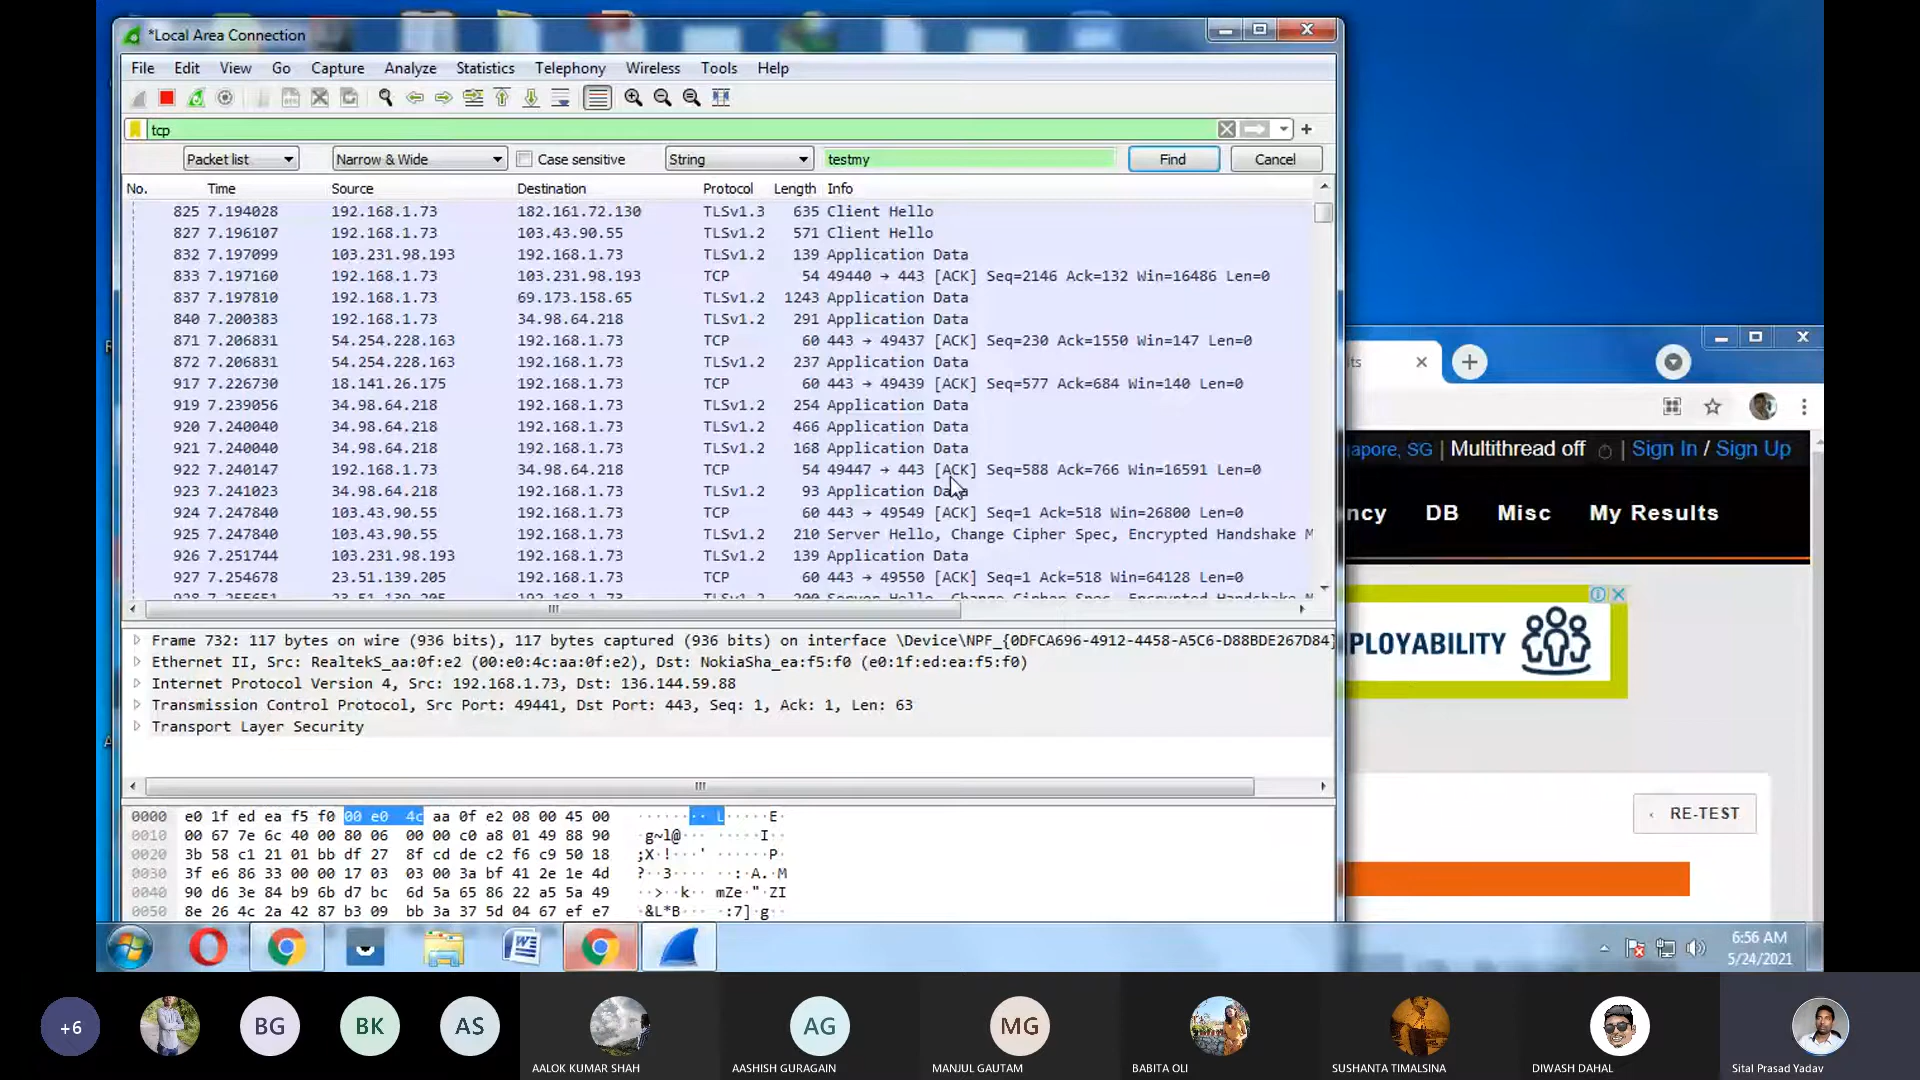 *Local Area Connection
File Edit View Go Capture Analyze Statistics Telephony Wireless Tools Help
tcp
Packet list Narrow & Wide Case sensitive String testmy Find Cancel
No. Time Source Destination Protocol Length Info
825 7.194028 192.168.1.73 182.161.72.130 TLSv1.3 635 Client Hello
827 7.196107 192.168.1.73 103.43.90.55 TLSv1.2 571 Client Hello
832 7.197099 103.231.98.193 192.168.1.73 TLSv1.2 139 Application Data
833 7.197160 192.168.1.73 103.231.98.193 TCP 54 49440 → 443 [ACK] Seq=2146 Ack=132 Win=16486 Len=0
837 7.197810 192.168.1.73 69.173.158.65 TLSv1.2 1243 Application Data
840 7.200383 192.168.1.73 34.98.64.218 TLSv1.2 291 Application Data
871 7.206831 54.254.228.163 192.168.1.73 TCP 60 443 → 49437 [ACK] Seq=230 Ack=1550 Win=147 Len=0
872 7.206831 54.254.228.163 192.168.1.73 TLSv1.2 237 Application Data
917 7.226730 18.141.26.175 192.168.1.73 TCP 60 443 → 49439 [ACK] Seq=577 Ack=684 Win=140 Len=0
919 7.239056 34.98.64.218 192.168.1.73 TLSv1.2 254 Application Data
920 7.240040 34.98.64.218 192.168.1.73 TLSv1.2 466 Application Data
921 7.240040 34.98.64.218 192.168.1.73 TLSv1.2 168 Application Data
922 7.240147 192.168.1.73 34.98.64.218 TCP 54 49447 → 443 [ACK] Seq=588 Ack=766 Win=16591 Len=0
923 7.241023 34.98.64.218 192.168.1.73 TLSv1.2 93 Application Data
924 7.247840 103.43.90.55 192.168.1.73 TCP 60 443 → 49549 [ACK] Seq=1 Ack=518 Win=26800 Len=0
925 7.247840 103.43.90.55 192.168.1.73 TLSv1.2 210 Server Hello, Change Cipher Spec, Encrypted Handshake M
926 7.251744 103.231.98.193 192.168.1.73 TLSv1.2 139 Application Data
927 7.254678 23.51.139.205 192.168.1.73 TCP 60 443 → 49550 [ACK] Seq=1 Ack=518 Win=64128 Len=0
Frame 732: 117 bytes on wire (936 bits), 117 bytes captured (936 bits) on interface \Device\NPF_{0DFCA696-4912-4458-A5C6-D88BDE267D84}
Ethernet II, Src: RealtekS_aa:0f:e2 (00:e0:4c:aa:0f:e2), Dst: NokiaSha_ea:f5:f0 (e0:1f:ed:ea:f5:f0)
Internet Protocol Version 4, Src: 192.168.1.73, Dst: 136.144.59.88
Transmission Control Protocol, Src Port: 49441, Dst Port: 443, Seq: 1, Ack: 1, Len: 63
Transport Layer Security
0000 e0 1f ed ea f5 f0 00 e0 4c aa 0f e2 08 00 45 00 ·······L·····E·
0010 00 67 7e 6c 40 00 80 06 00 00 c0 a8 01 49 88 90 ·g~l@········I··
0020 3b 58 c1 21 01 bb df 27 8f cd de c2 f6 c9 50 18 ;X·!···'······P·
0030 3f e6 86 33 00 00 17 03 03 00 3a bf 41 2e 1e 4d ?··3······:·A.·M
0040 90 d6 3e 84 b9 6b d7 bc 6d 5a 65 86 22 a5 5a 49 ··>··k··mZe·"·ZI
0050 8e 26 4c 2a 42 87 b3 09 bb 3a 37 5d 04 67 ef e7 ·&L*B····:7]·g··
apore, SG | Multithread off | Sign In / Sign Up
ncy DB Misc My Results
PLOYABILITY
‹ RE-TEST
6:56 AM
5/24/2021
+6 BG BK AS AG MG
AALOK KUMAR SHAH AASHISH GURAGAIN MANJUL GAUTAM BABITA OLI SUSHANTA TIMALSINA DIWASH DAHAL Sital Prasad Yadav